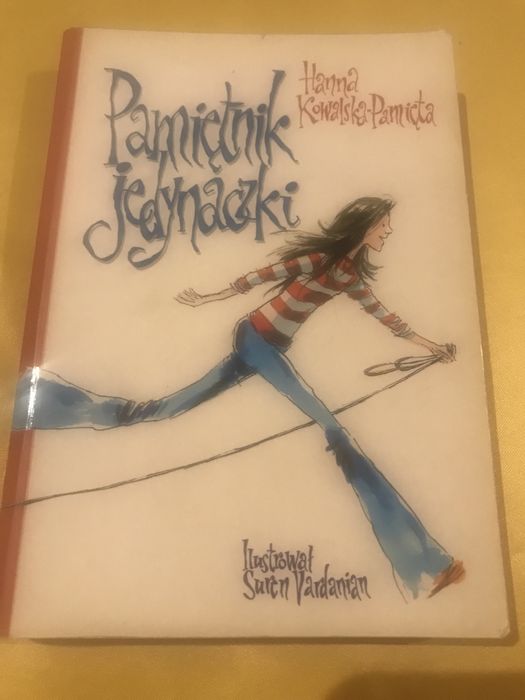 Pamiętnik
jedynaczki
Hanna
Kowalska-Pamięta
Ilustrował
Suren Vardanian